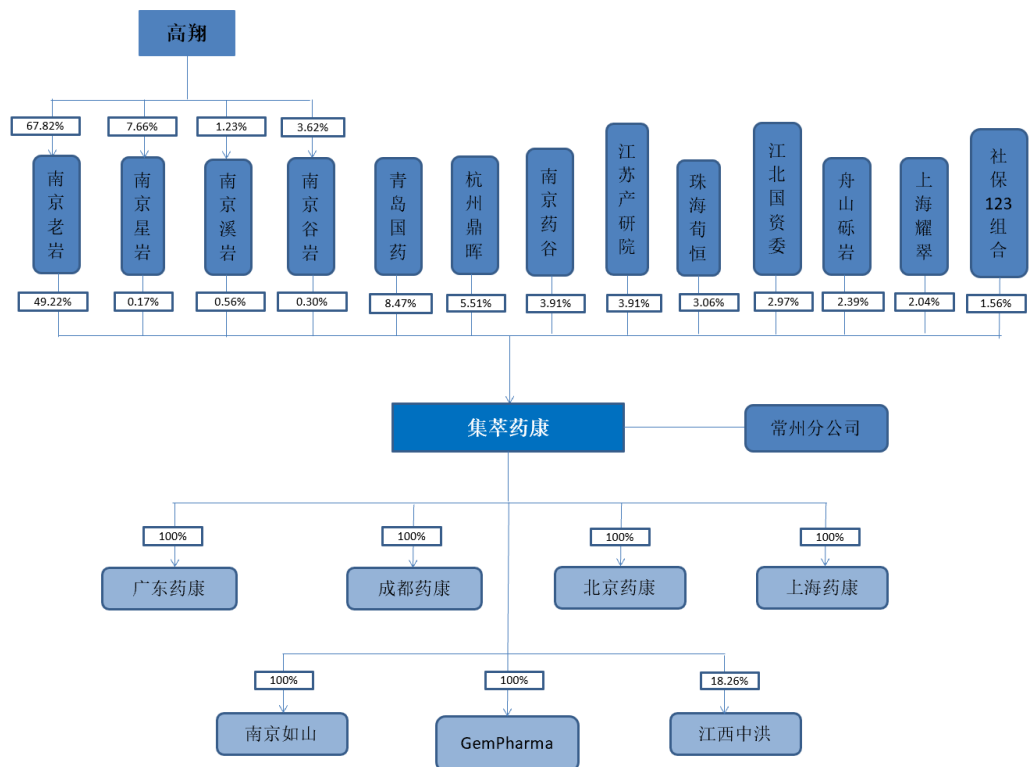 高翔
67.82%
7.66%
1.23%
3.62%
南京老岩
南京星岩
南京溪岩
南京谷岩
青岛国药
杭州鼎晖
南京药谷
江苏产研院
珠海荀恒
江北国资委
舟山砾岩
上海耀翠
社保
123
组合
49.22%
0.17%
0.56%
0.30%
8.47%
5.51%
3.91%
3.91%
3.06%
2.97%
2.39%
2.04%
1.56%
集萃药康
常州分公司
100%
100%
100%
100%
广东药康
成都药康
北京药康
上海药康
100%
100%
18.26%
南京如山
GemPharma
江西中洪